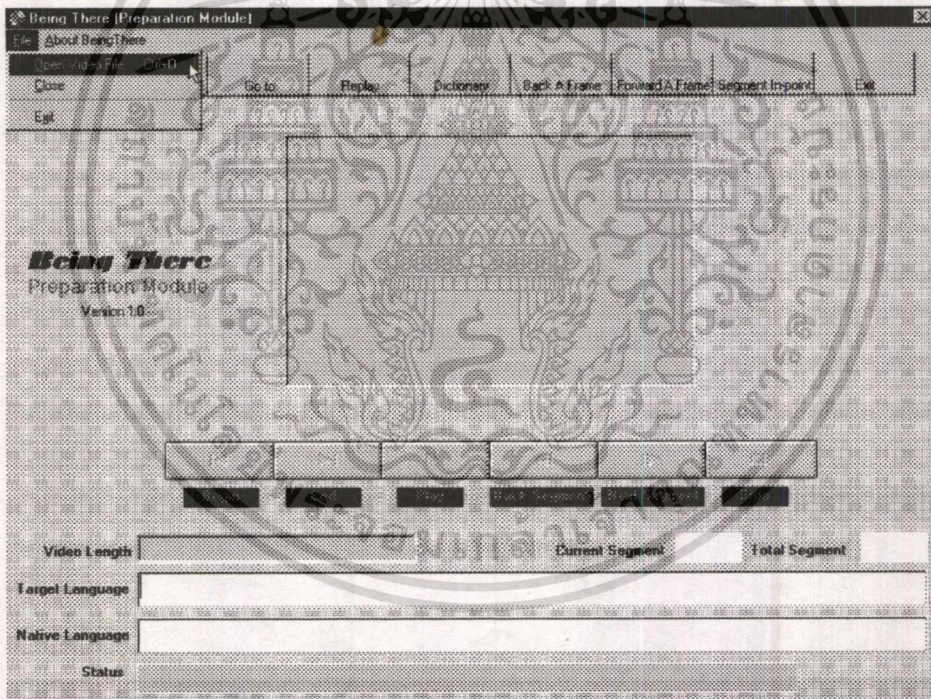 Being There [Preparation Module]
File About BeingThere
Open Video File Ctrl+O
Close
Exit
Go to Replay Dictionary Back A Frame Forward A Frame Segment In-point Exit
Being There
Preparation Module
Version 1.0
Play Back Segment
Video Length Current Segment Total Segment
Target Language
Native Language
Status